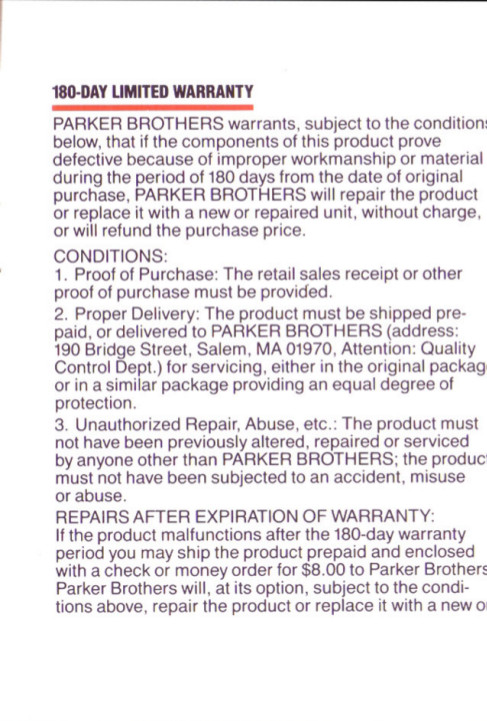 180-DAY LIMITED WARRANTY
PARKER BROTHERS warrants, subject to the conditions
below, that if the components of this product prove
defective because of improper workmanship or material
during the period of 180 days from the date of original
purchase, PARKER BROTHERS will repair the product
or replace it with a new or repaired unit, without charge,
or will refund the purchase price.
CONDITIONS:
1. Proof of Purchase: The retail sales receipt or other
proof of purchase must be provided.
2. Proper Delivery: The product must be shipped pre-
paid, or delivered to PARKER BROTHERS (address:
190 Bridge Street, Salem, MA 01970, Attention: Quality
Control Dept.) for servicing, either in the original packag
or in a similar package providing an equal degree of
protection.
3. Unauthorized Repair, Abuse, etc.: The product must
not have been previously altered, repaired or serviced
by anyone other than PARKER BROTHERS; the produc
must not have been subjected to an accident, misuse
or abuse.
REPAIRS AFTER EXPIRATION OF WARRANTY:
If the product malfunctions after the 180-day warranty
period you may ship the product prepaid and enclosed
with a check or money order for $8.00 to Parker Brothers
Parker Brothers will, at its option, subject to the condi-
tions above, repair the product or replace it with a new o